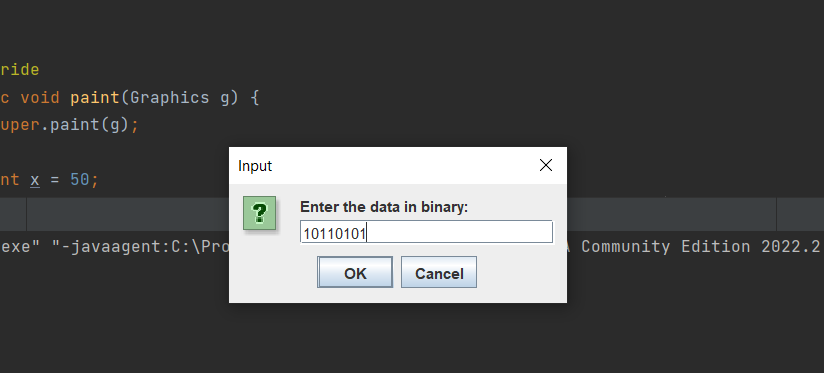 ride
c void paint(Graphics g) {
uper.paint(g);
Input
nt x = 50;
?
Enter the data in binary:
10110101
exe" "-javaagent:C:\Pro
Community Edition 2022.2
OK
Cancel